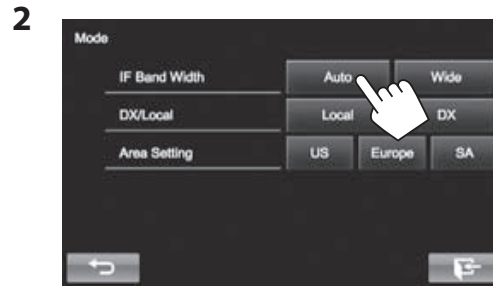 2
Mode
IF Band Width Auto Wide
DX/Local Local DX
Area Setting US Europe SA